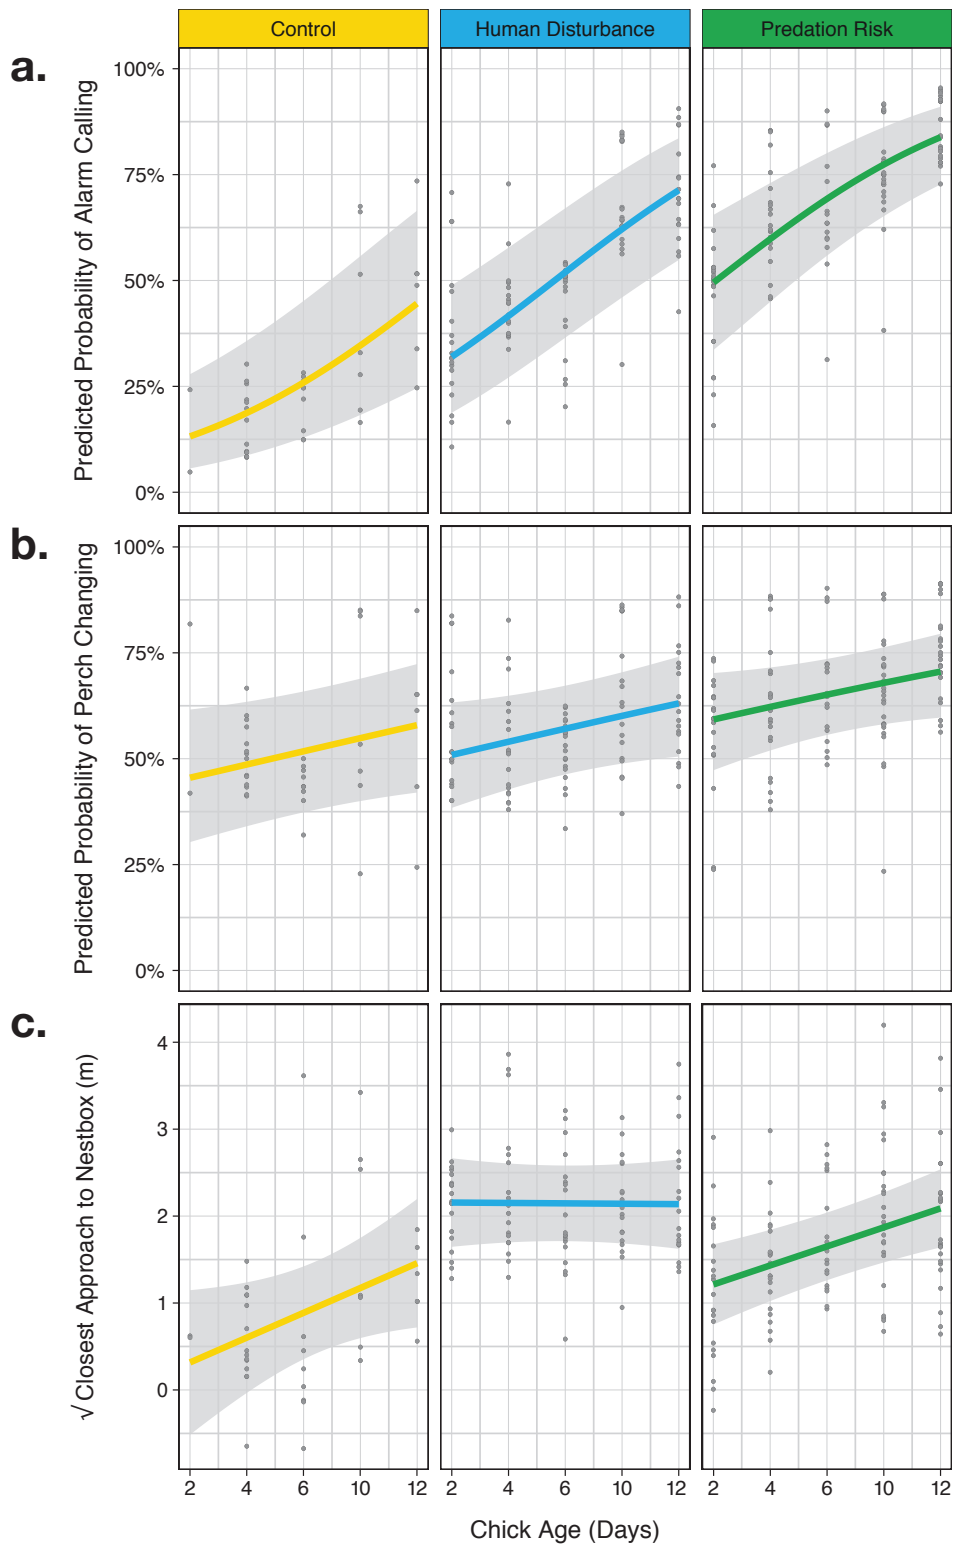 Control Human Disturbance Predation Risk
a.
Predicted Probability of Alarm Calling
100%
75%
50%
25%
0%
b.
Predicted Probability of Perch Changing
100%
75%
50%
25%
0%
c.
√Closest Approach to Nestbox (m)
4
3
2
1
0
2 4 6 10 12 2 4 6 10 12 2 4 6 10 12
Chick Age (Days)